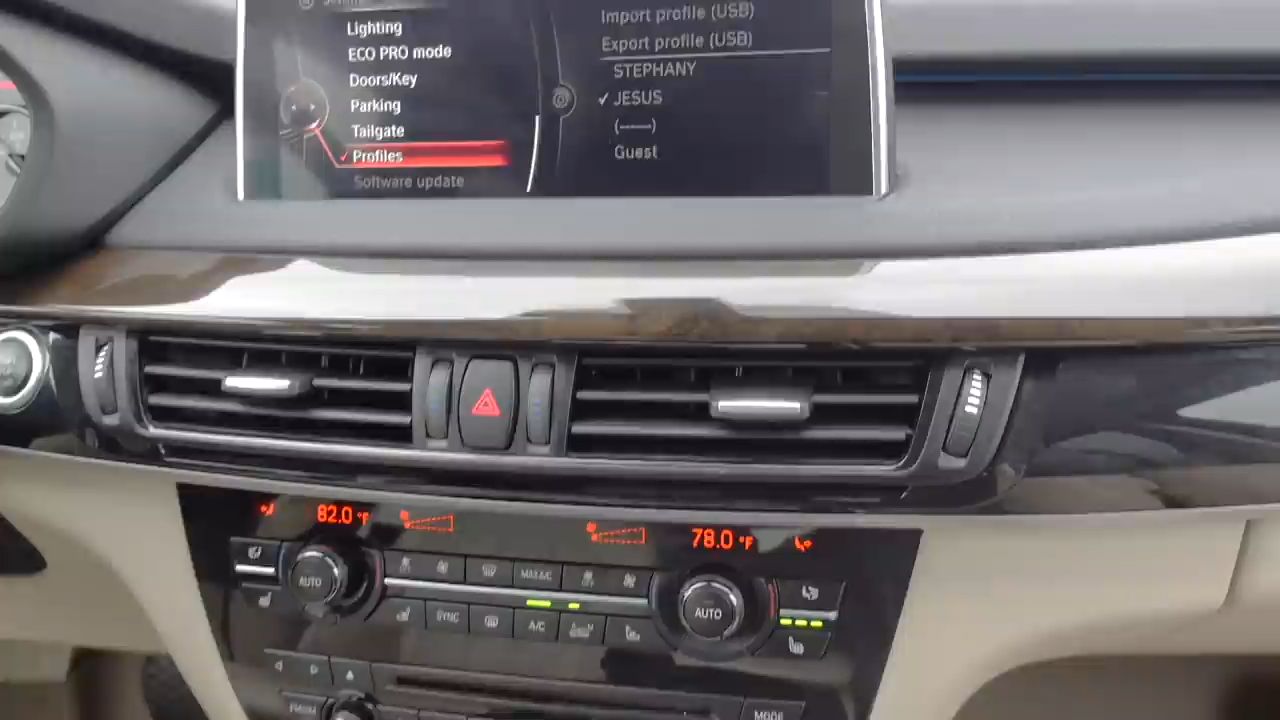 Settings
Lighting
ECO PRO mode
Doors/Key
Parking
Tailgate
✓ Profiles
Software update
Import profile (USB)
Export profile (USB)
STEPHANY
✓ JESUS
(-----)
Guest
82.0 °F
78.0 °F
AUTO
MAX A/C
AUTO
SYNC
A/C
MODE